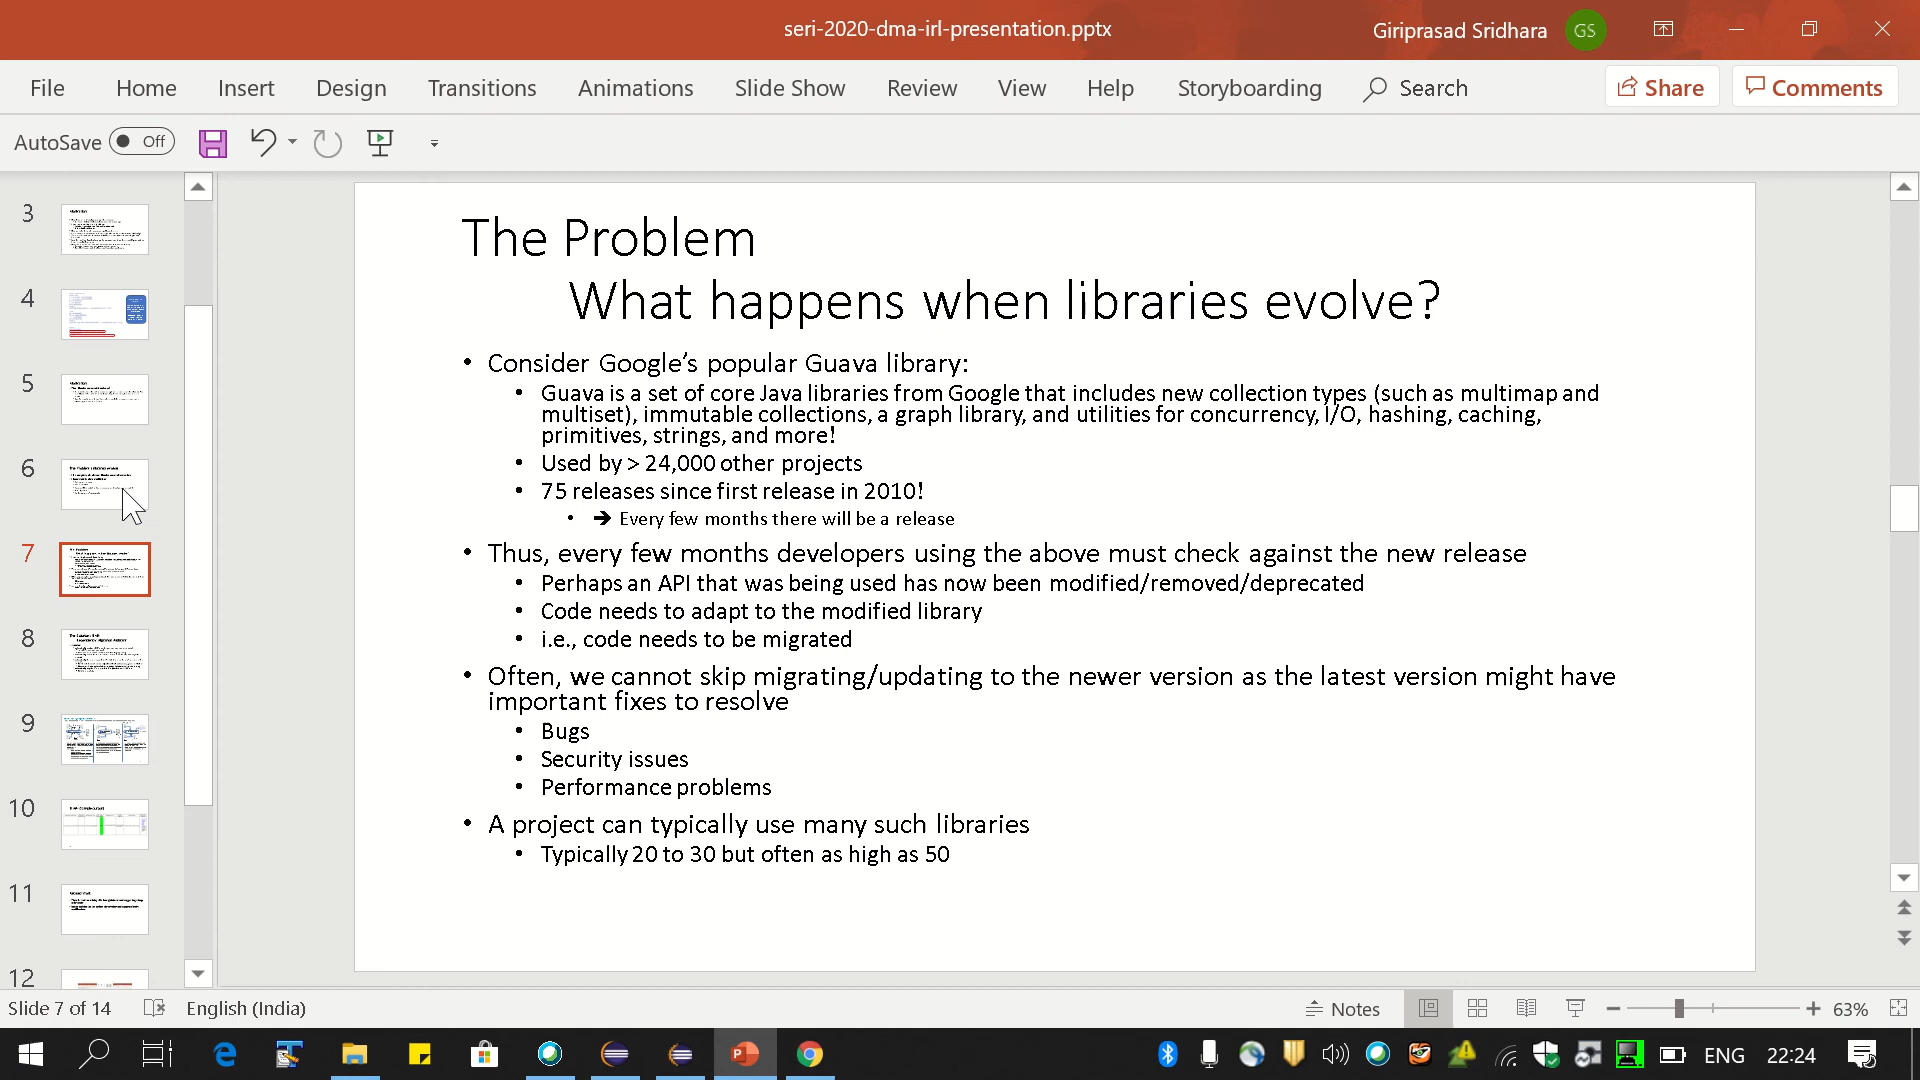 seri-2020-dma-irl-presentation.pptx
Giriprasad Sridhara GS
File Home Insert Design Transitions Animations Slide Show Review View Help Storyboarding Search Share Comments
AutoSave Off
3
4
5
6
7
8
9
10
11
12
The Problem
What happens when libraries evolve?
• Consider Google’s popular Guava library:
• Guava is a set of core Java libraries from Google that includes new collection types (such as multimap and
multiset), immutable collections, a graph library, and utilities for concurrency, I/O, hashing, caching,
primitives, strings, and more!
• Used by > 24,000 other projects
• 75 releases since first release in 2010!
• ➔ Every few months there will be a release
• Thus, every few months developers using the above must check against the new release
• Perhaps an API that was being used has now been modified/removed/deprecated
• Code needs to adapt to the modified library
• i.e., code needs to be migrated
• Often, we cannot skip migrating/updating to the newer version as the latest version might have
important fixes to resolve
• Bugs
• Security issues
• Performance problems
• A project can typically use many such libraries
• Typically 20 to 30 but often as high as 50
Slide 7 of 14 English (India) Notes 63%
ENG 22:24